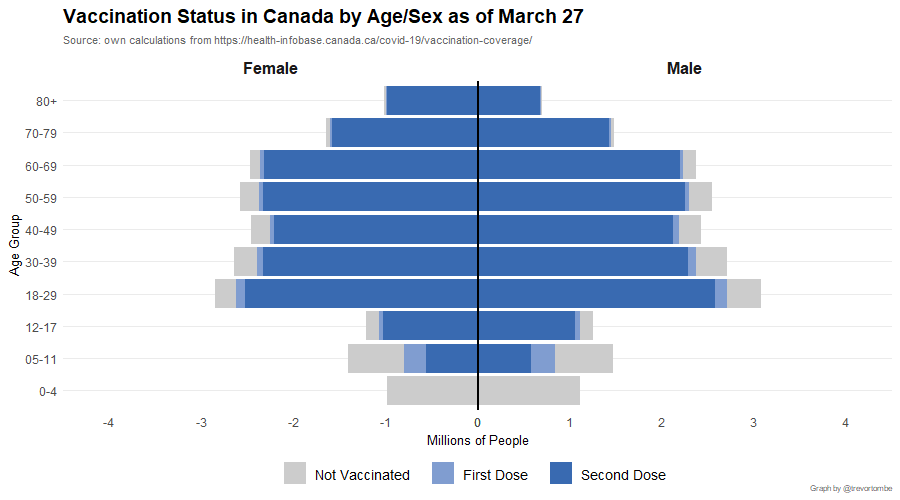 Vaccination Status in Canada by Age/Sex as of March 27
Source: own calculations from https://health-infobase.canada.ca/covid-19/vaccination-coverage/
Female Male
80+
70-79
60-69
50-59
40-49
30-39
18-29
12-17
05-11
0-4
Age Group
-4 -3 -2 -1 0 1 2 3 4
Millions of People
Not Vaccinated First Dose Second Dose
Graph by @trevortombe